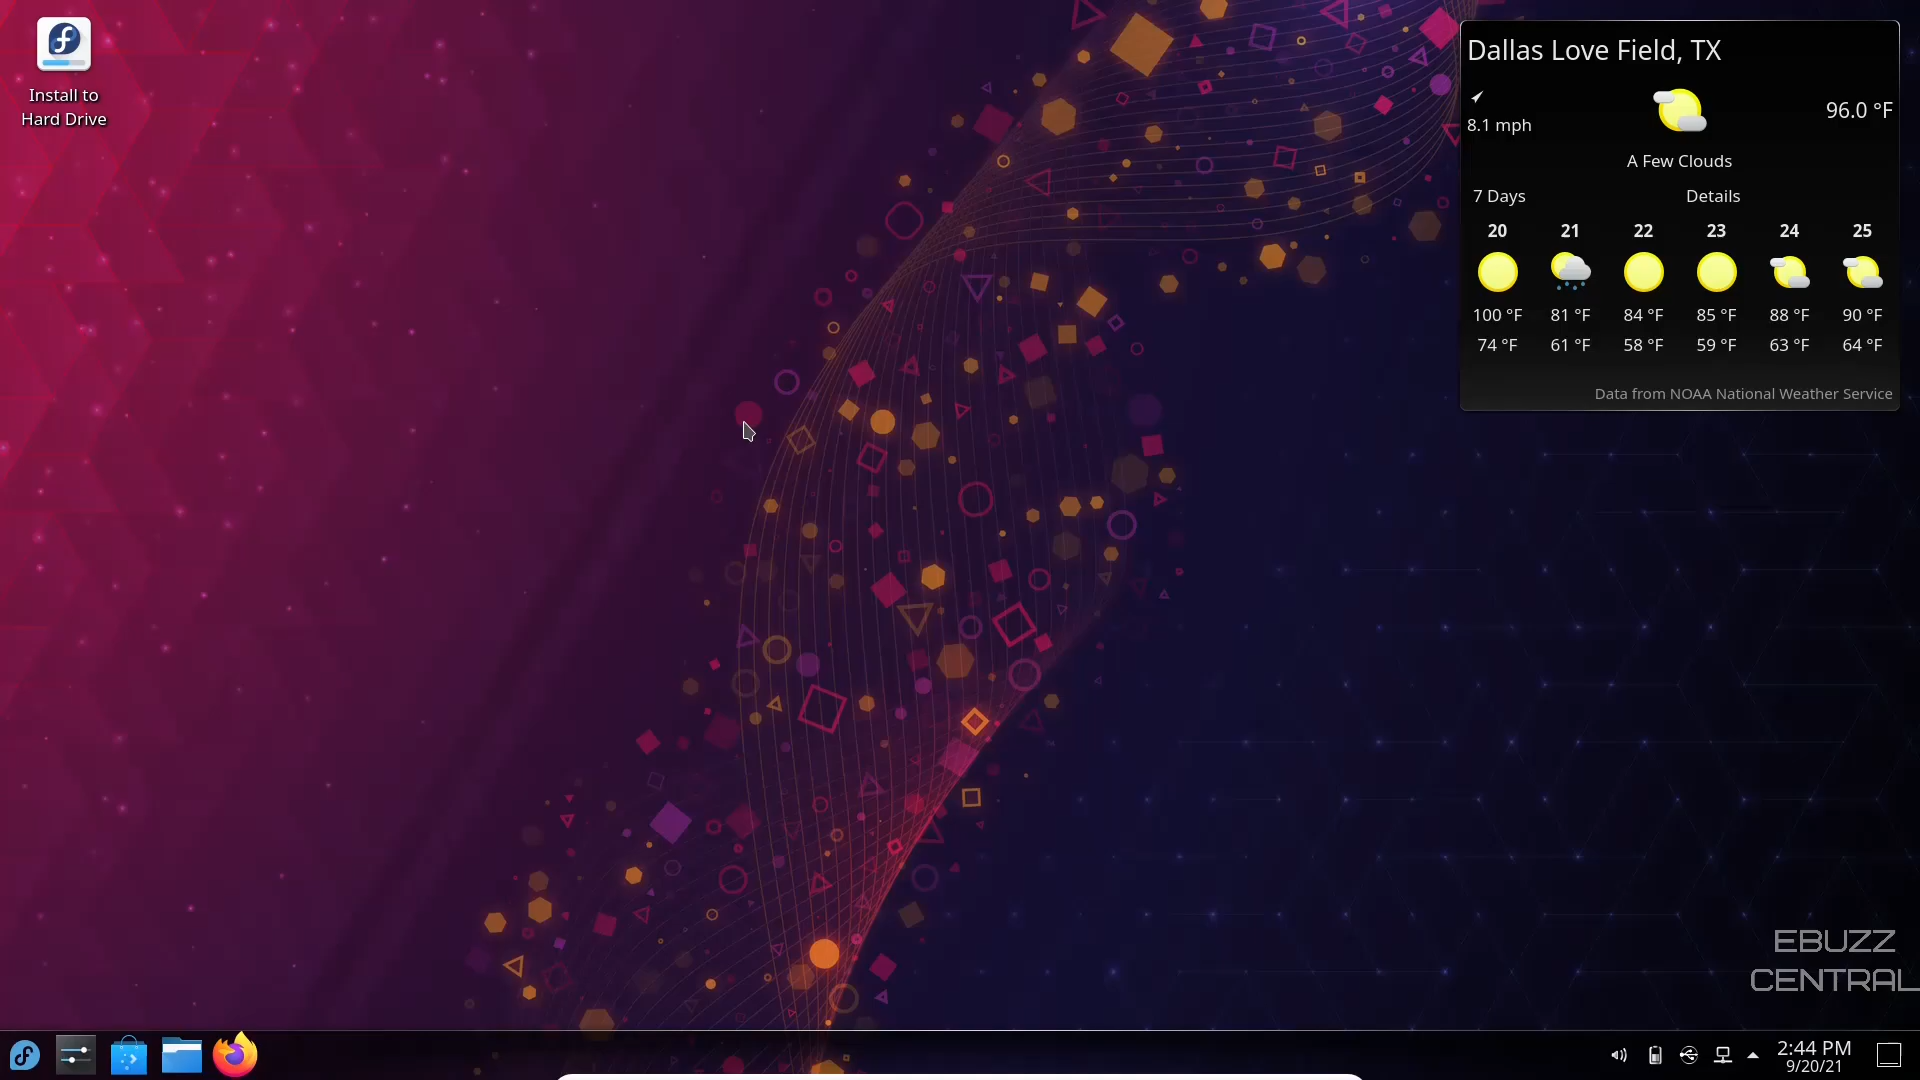 Install to
Hard Drive
Dallas Love Field, TX
8.1 mph
96.0 °F
A Few Clouds
7 Days
Details
20 21 22 23 24 25
100 °F 81 °F 84 °F 85 °F 88 °F 90 °F
74 °F 61 °F 58 °F 59 °F 63 °F 64 °F
Data from NOAA National Weather Service
EBUZZ
CENTRAL
2:44 PM
9/20/21